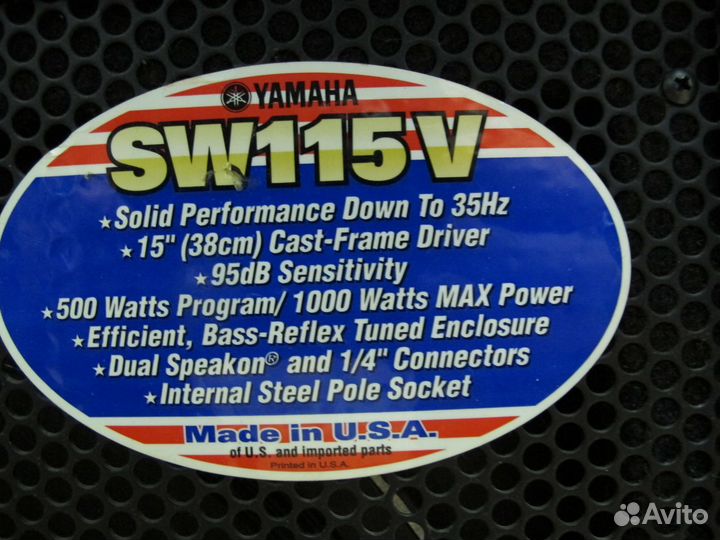 YAMAHA
SW115V
★Solid Performance Down To 35Hz
★15" (38cm) Cast-Frame Driver
★95dB Sensitivity
★500 Watts Program/ 1000 Watts MAX Power
★Efficient, Bass-Reflex Tuned Enclosure
★Dual Speakon® and 1/4" Connectors
★Internal Steel Pole Socket
Made in U.S.A.
of U.S. and imported parts
Printed in U.S.A.
Avito